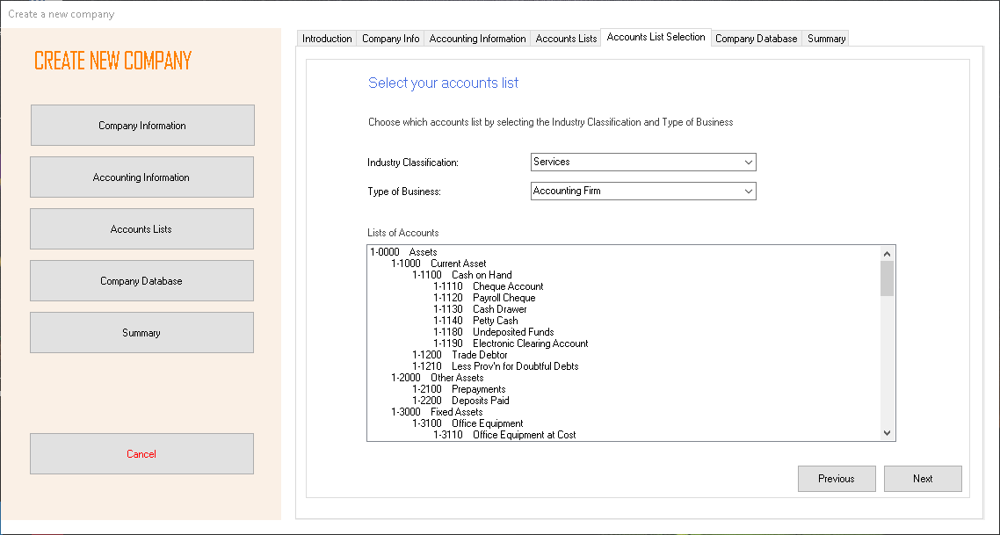 Create a new company
CREATE NEW COMPANY
Company Information
Accounting Information
Accounts Lists
Company Database
Summary
Cancel
Introduction Company Info Accounting Information Accounts Lists Accounts List Selection Company Database Summary
Select your accounts list
Choose which accounts list by selecting the Industry Classification and Type of Business
Industry Classification: Services
Type of Business: Accounting Firm
Lists of Accounts
1-0000 Assets
1-1000 Current Asset
1-1100 Cash on Hand
1-1110 Cheque Account
1-1120 Payroll Cheque
1-1130 Cash Drawer
1-1140 Petty Cash
1-1180 Undeposited Funds
1-1190 Electronic Clearing Account
1-1200 Trade Debtor
1-1210 Less Prov'n for Doubtful Debts
1-2000 Other Assets
1-2100 Prepayments
1-2200 Deposits Paid
1-3000 Fixed Assets
1-3100 Office Equipment
1-3110 Office Equipment at Cost
Previous Next